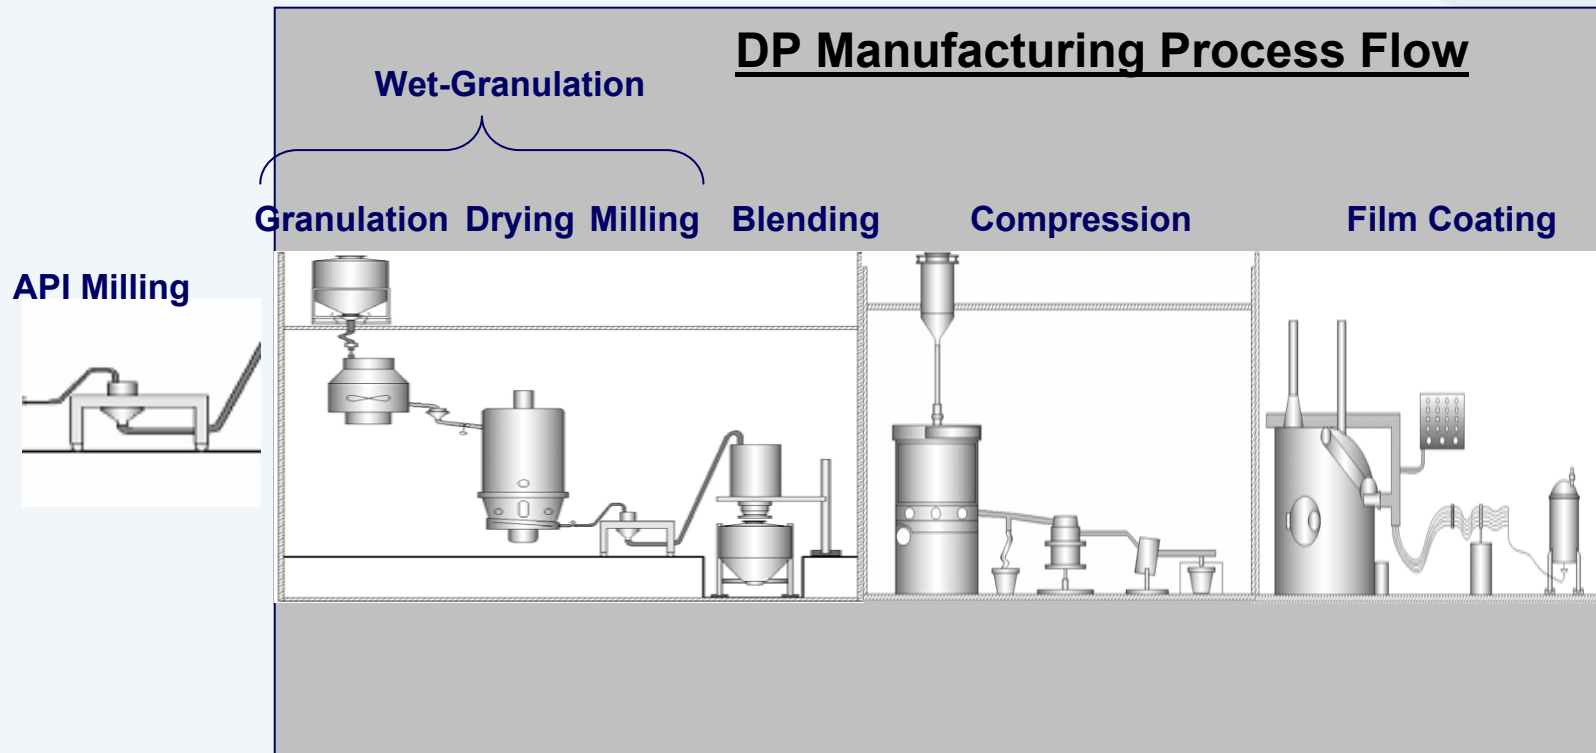 DP Manufacturing Process Flow
Wet-Granulation
Granulation Drying Milling Blending Compression Film Coating
API Milling